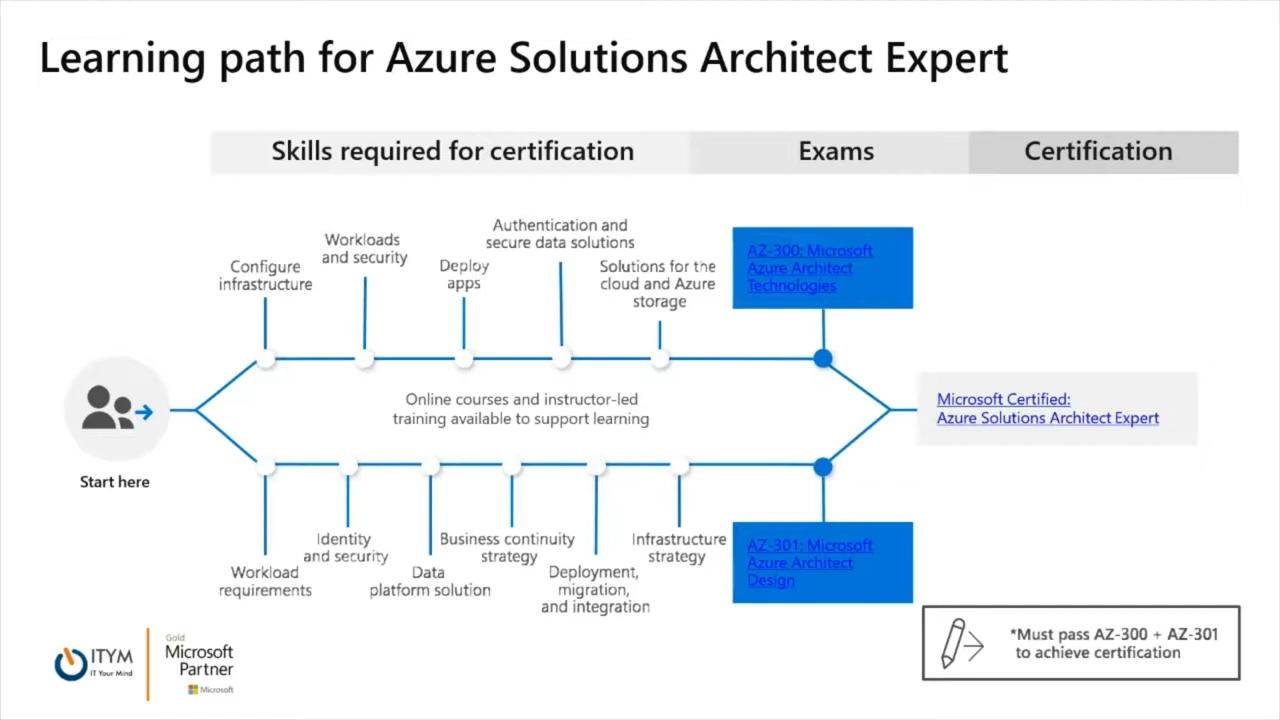 Learning path for Azure Solutions Architect Expert
Skills required for certification
Exams
Certification
Configure
infrastructure
Workloads
and security
Deploy
apps
Authentication and
secure data solutions
Solutions for the
cloud and Azure
storage
AZ-300: Microsoft
Azure Architect
Technologies
Start here
Online courses and instructor-led
training available to support learning
Microsoft Certified:
Azure Solutions Architect Expert
Workload
requirements
Identity
and security
Data
platform solution
Business continuity
strategy
Deployment,
migration,
and integration
Infrastructure
strategy
AZ-301: Microsoft
Azure Architect
Design
*Must pass AZ-300 + AZ-301
to achieve certification
ITYM
IT Your Mind
Gold
Microsoft
Partner
Microsoft